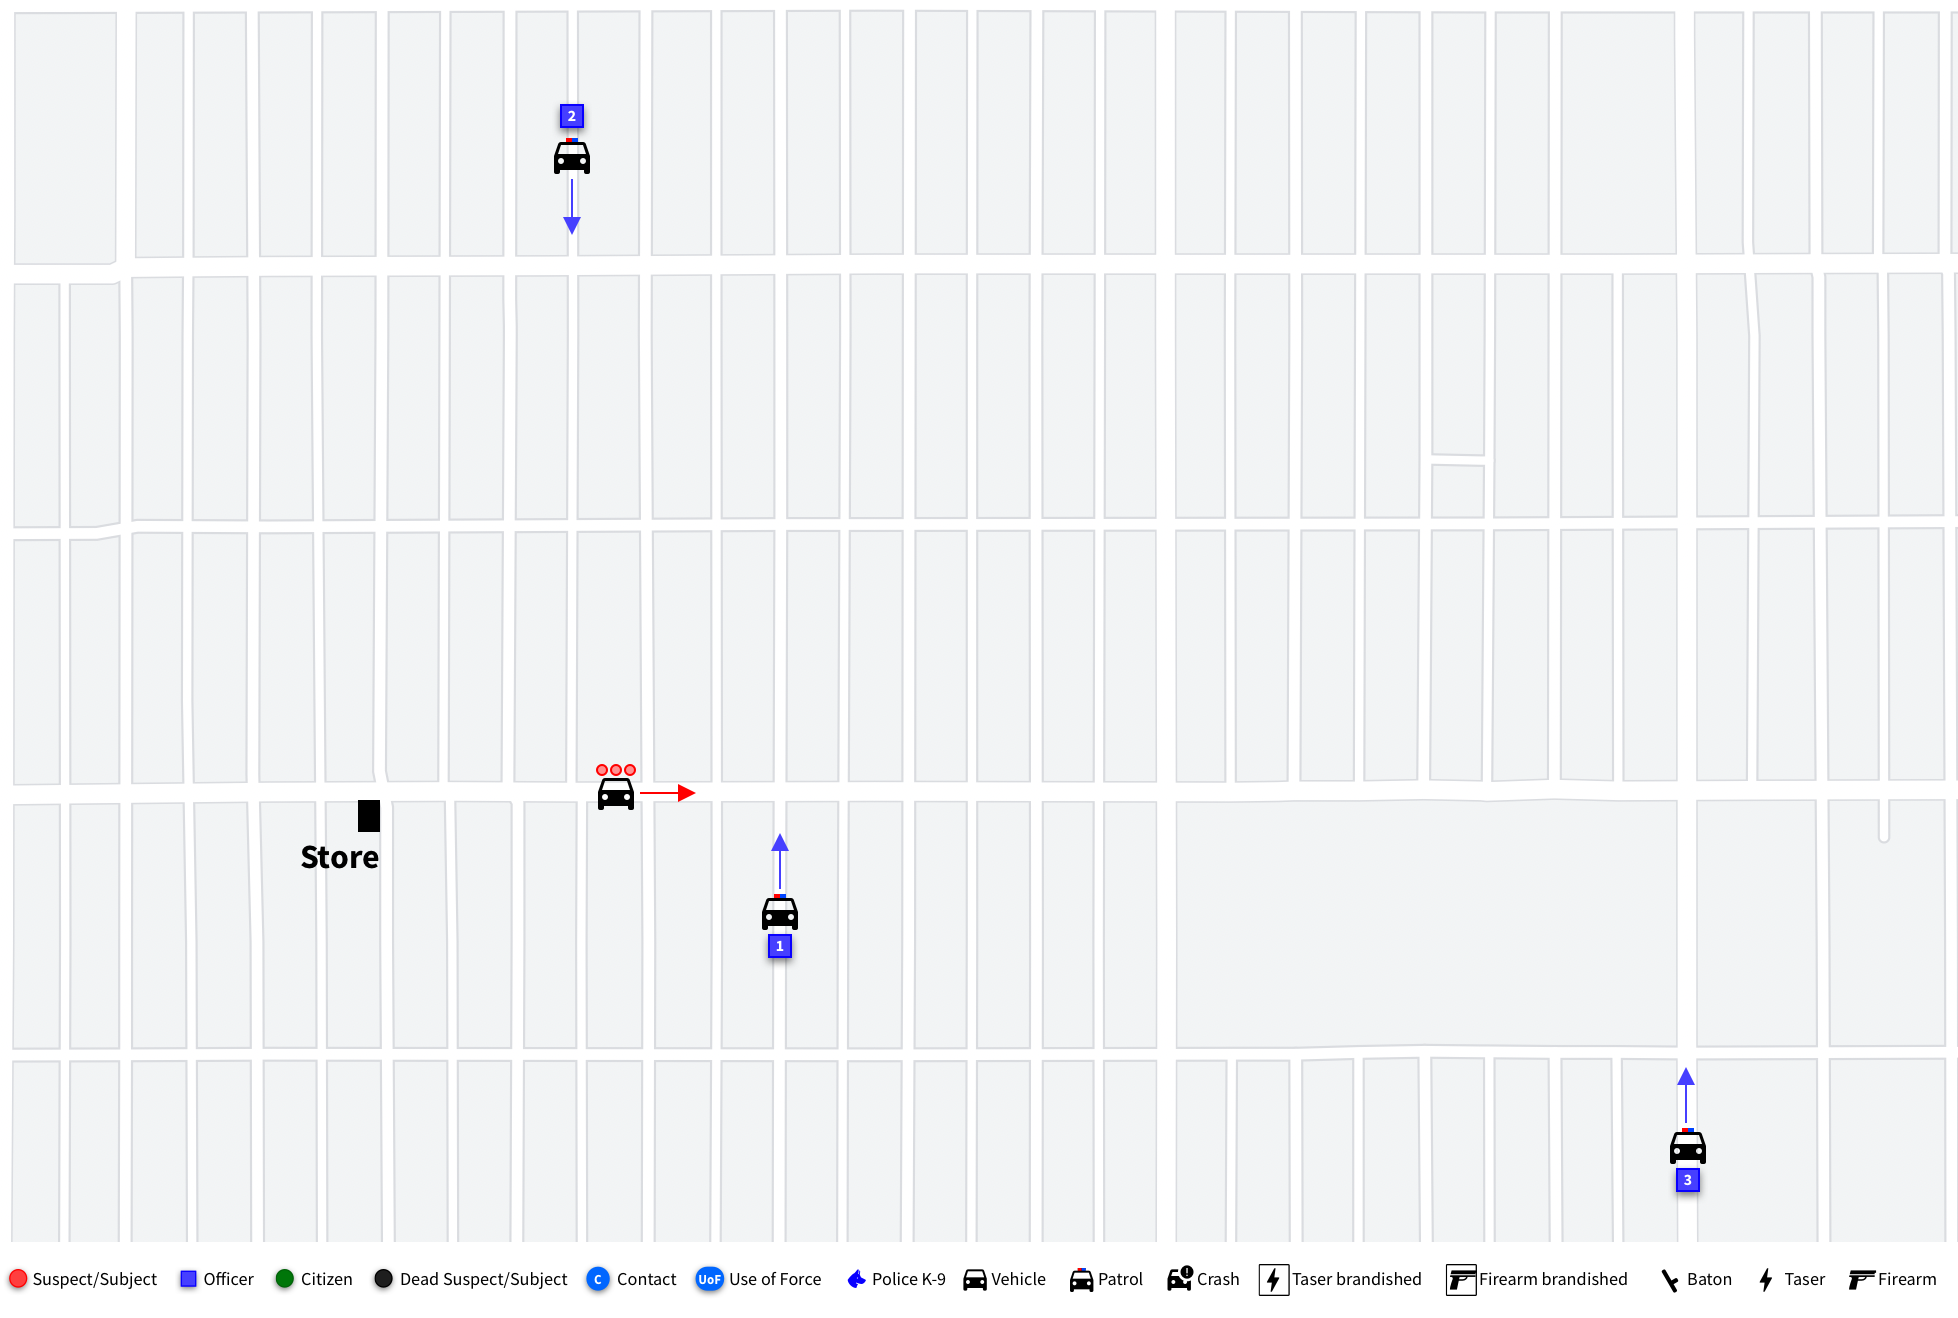 2
Store
1
3
Suspect/Subject Officer Citizen Dead Suspect/Subject C Contact UoF Use of Force Police K-9 Vehicle Patrol ! Crash Taser brandished Firearm brandished Baton Taser Firearm